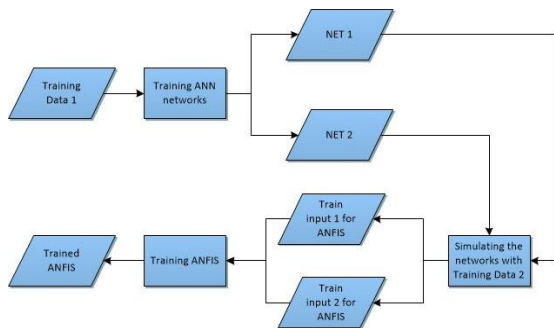 NET 1
Training
Data 1
Training ANN
networks
NET 2
Train
input 1 for
ANFIS
Trained
ANFIS
Training ANFIS
Simulating the
networks with
Training Data 2
Train
input 2 for
ANFIS